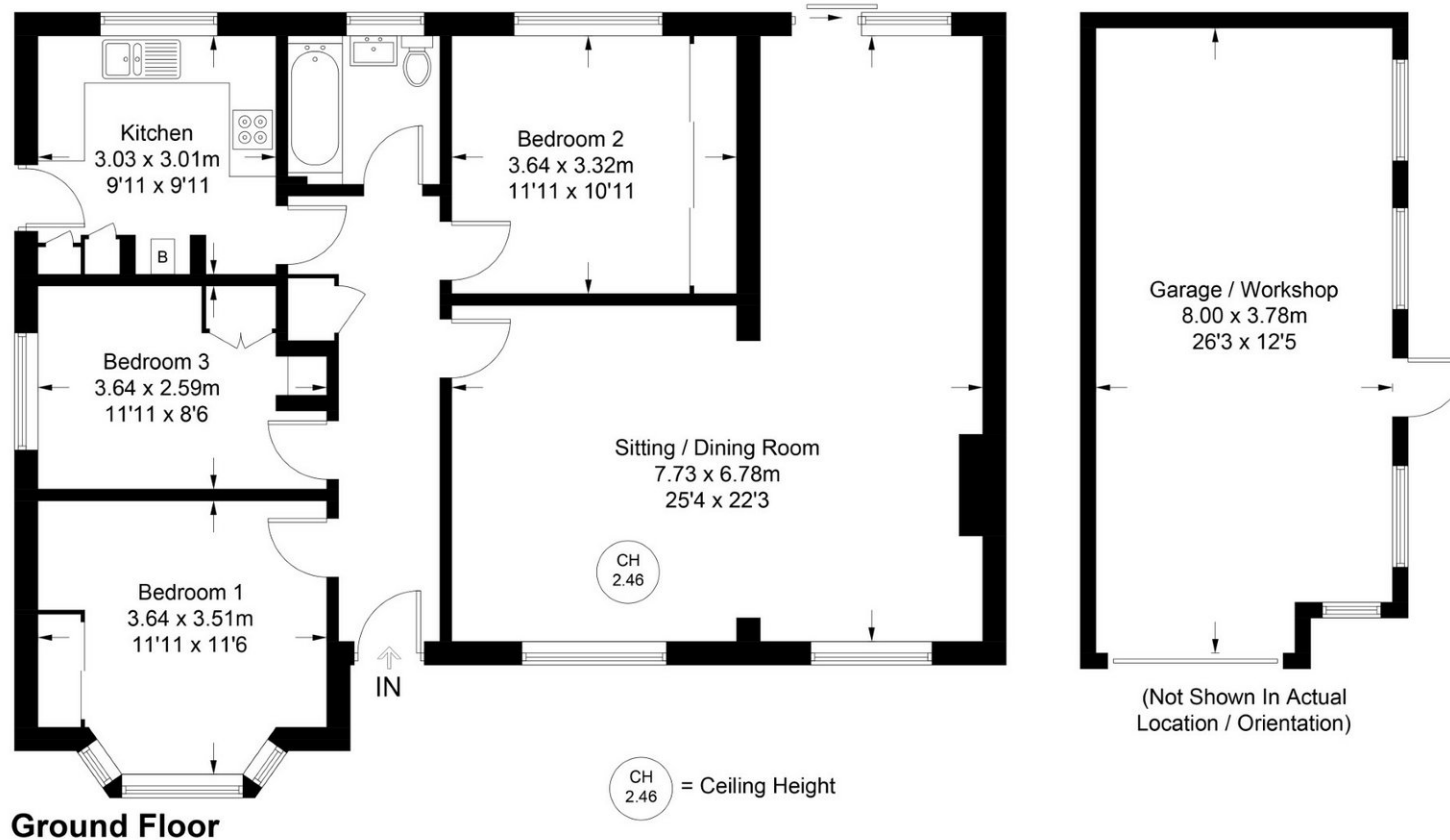 Kitchen
3.03 x 3.01m
9'11 x 9'11
B
Bedroom 2
3.64 x 3.32m
11'11 x 10'11
Bedroom 3
3.64 x 2.59m
11'11 x 8'6
Sitting / Dining Room
7.73 x 6.78m
25'4 x 22'3
CH
2.46
Bedroom 1
3.64 x 3.51m
11'11 x 11'6
IN
Garage / Workshop
8.00 x 3.78m
26'3 x 12'5
(Not Shown In Actual
Location / Orientation)
CH
2.46
= Ceiling Height
Ground Floor